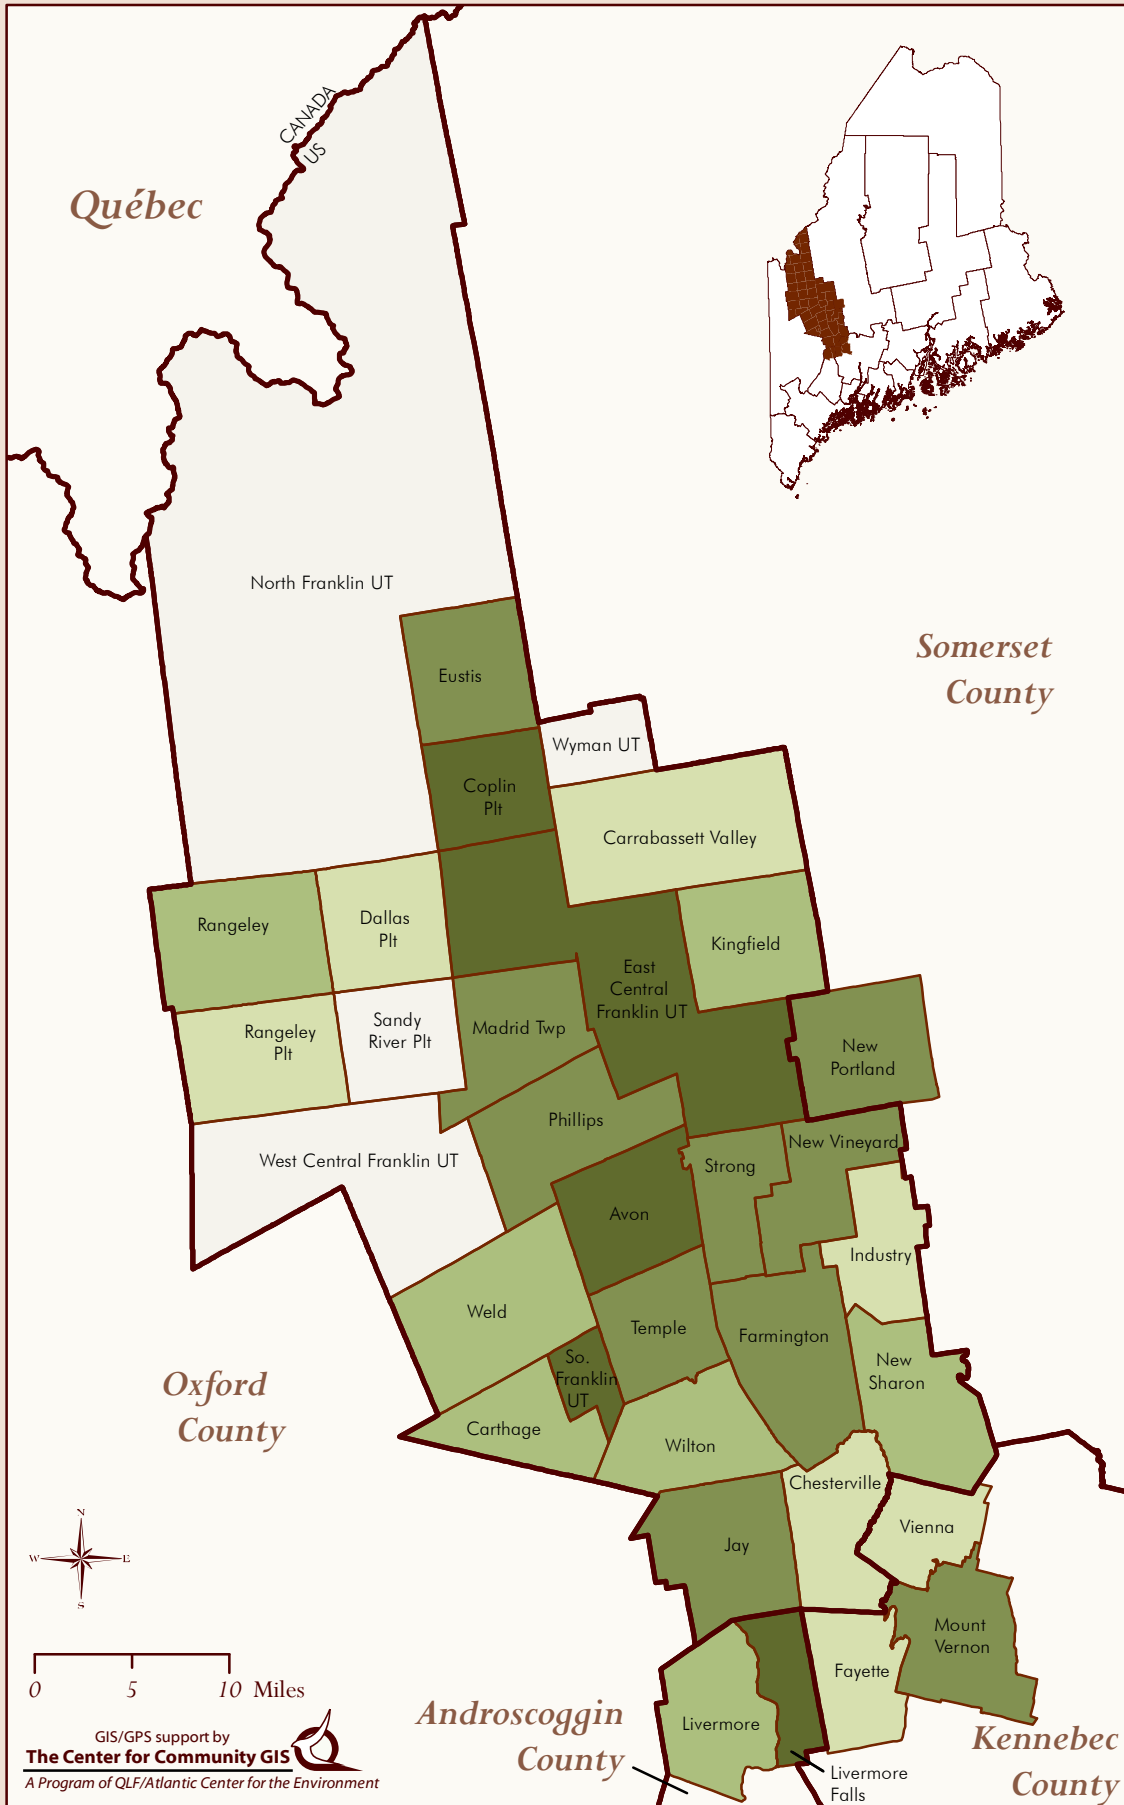 CANADA
US
Québec
North Franklin UT
Somerset
County
Eustis
Wyman UT
Coplin
Plt
Carrabassett Valley
Rangeley
Dallas
Plt
Kingfield
East
Central
Franklin UT
Rangeley
Plt
Sandy
River Plt
Madrid Twp
New
Portland
Phillips
New Vineyard
West Central Franklin UT
Strong
Avon
Industry
Weld
Temple
Farmington
So.
Franklin
UT
New
Sharon
Oxford
County
Carthage
Wilton
Chesterville
Vienna
Jay
N
W
E
S
Mount
Vernon
Fayette
0 5 10 Miles
Livermore
Androscoggin
County
Kennebec
County
Livermore
Falls
GIS/GPS support by
The Center for Community GIS
A Program of QLF/Atlantic Center for the Environment